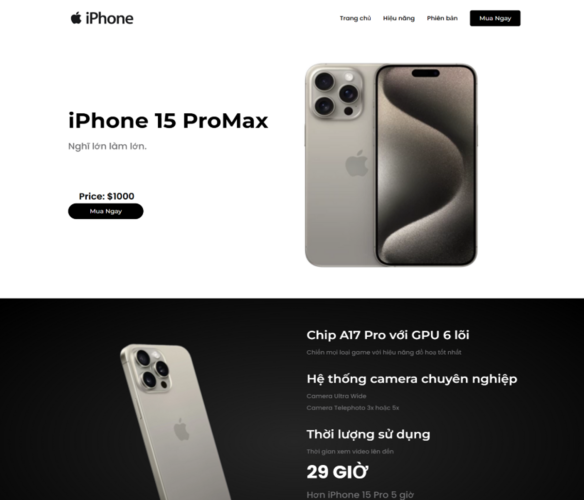 iPhone
Trang chủ Hiệu năng Phiên bản Mua Ngay
iPhone 15 ProMax
Nghĩ lớn làm lớn.
Price: $1000
Mua Ngay
Chip A17 Pro với GPU 6 lõi
Chiến mọi loại game với hiệu năng đồ hoạ tốt nhất
Hệ thống camera chuyên nghiệp
Camera Ultra Wide
Camera Telephoto 3x hoặc 5x
Thời lượng sử dụng
Thời gian xem video lên đến
29 GIỜ
Hơn iPhone 15 Pro 5 giờ